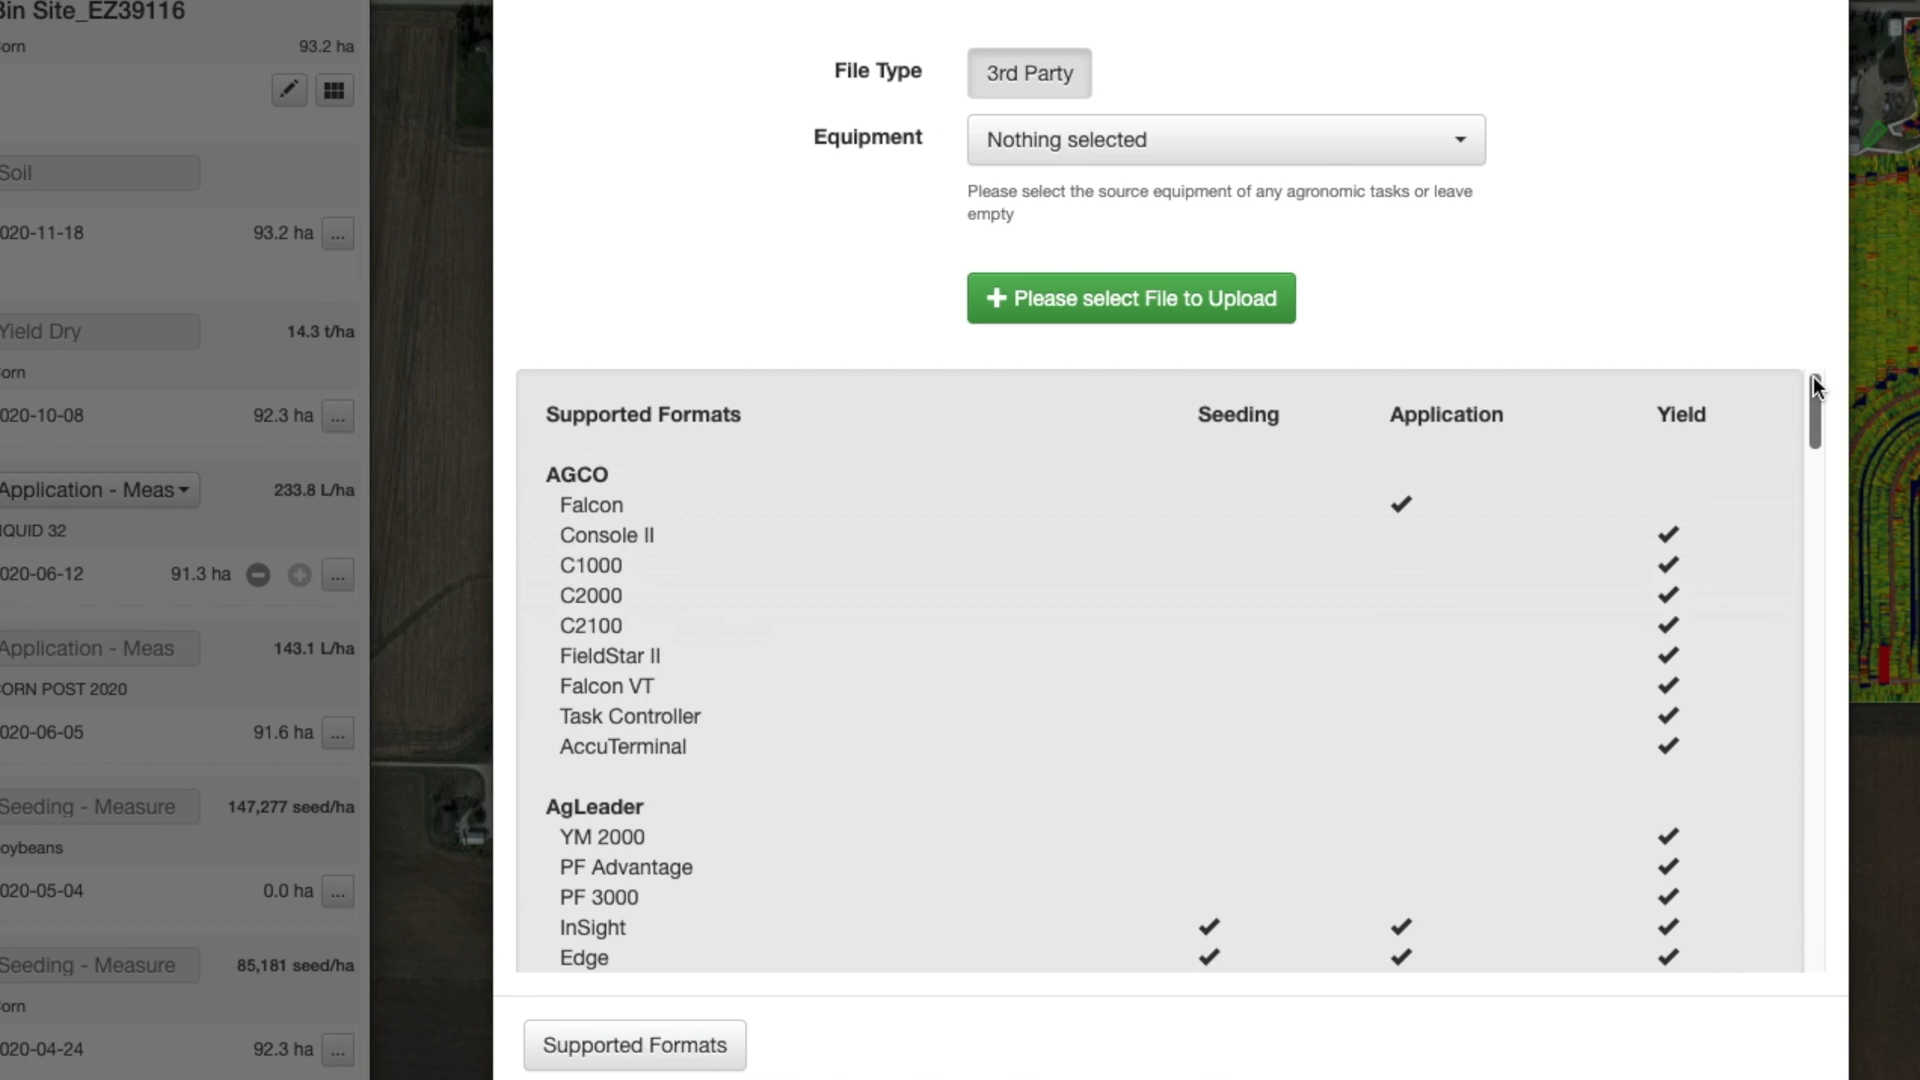 Bin Site_EZ39116
orn 93.2 ha
Soil
020-11-18 93.2 ha ...
Yield Dry 14.3 t/ha
orn
020-10-08 92.3 ha ...
Application - Meas 233.8 L/ha
IQUID 32
020-06-12 91.3 ha ...
Application - Meas 143.1 L/ha
ORN POST 2020
020-06-05 91.6 ha ...
Seeding - Measure 147,277 seed/ha
oybeans
020-05-04 0.0 ha ...
Seeding - Measure 85,181 seed/ha
orn
020-04-24 92.3 ha ...
File Type 3rd Party
Equipment Nothing selected
Please select the source equipment of any agronomic tasks or leave
empty
Please select File to Upload
Supported Formats Seeding Application Yield
AGCO
Falcon
Console II
C1000
C2000
C2100
FieldStar II
Falcon VT
Task Controller
AccuTerminal
AgLeader
YM 2000
PF Advantage
PF 3000
InSight
Edge
Supported Formats